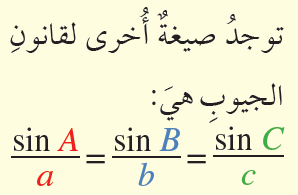 توجدُ صيغةٌ أُخرى لقانونِ
الجيوبِ هيَ:
sin A / a = sin B / b = sin C / c